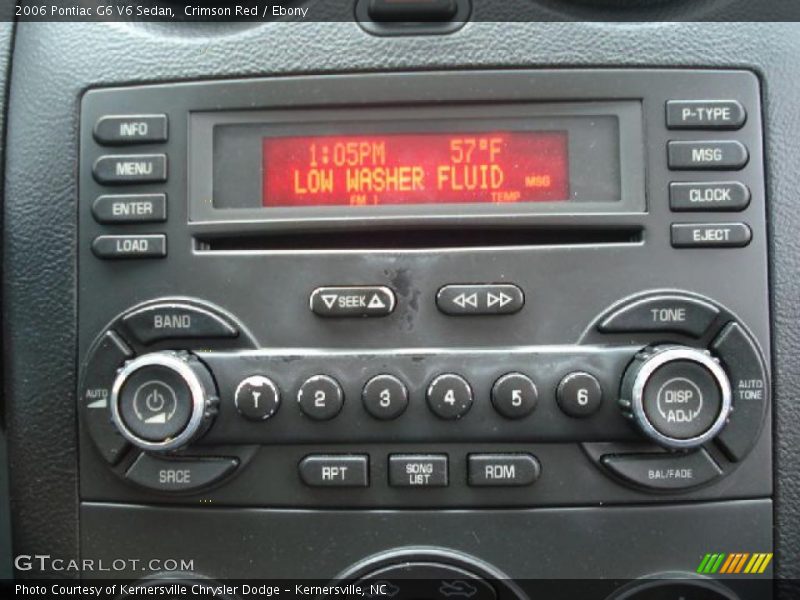 2006 Pontiac G6 V6 Sedan, Crimson Red / Ebony
INFO
MENU
ENTER
LOAD
1:05PM 57°F
LOW WASHER FLUID MSG
FM 1 TEMP
P-TYPE
MSG
CLOCK
EJECT
SEEK
BAND
TONE
AUTO
1 2 3 4 5 6
DISP
ADJ
AUTO
TONE
SRCE
RPT
SONG
LIST
RDM
BAL/FADE
GTCARLOT.COM
Photo Courtesy of Kernersville Chrysler Dodge - Kernersville, NC